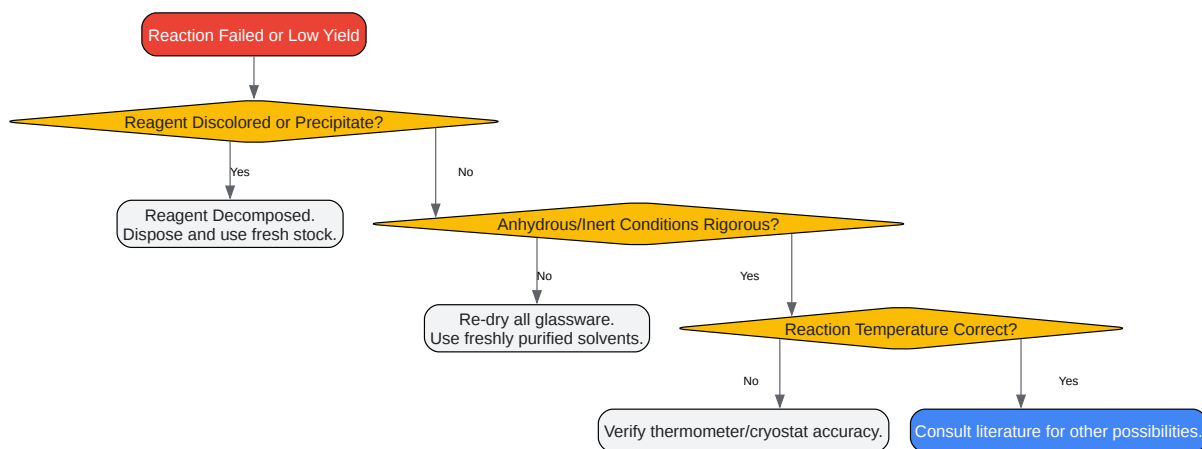 Reaction Failed or Low Yield
Reagent Discolored or Precipitate?
Yes
No
Reagent Decomposed.
Dispose and use fresh stock.
Anhydrous/Inert Conditions Rigorous?
No
Yes
Re-dry all glassware.
Use freshly purified solvents.
Reaction Temperature Correct?
No
Yes
Verify thermometer/cryostat accuracy.
Consult literature for other possibilities.